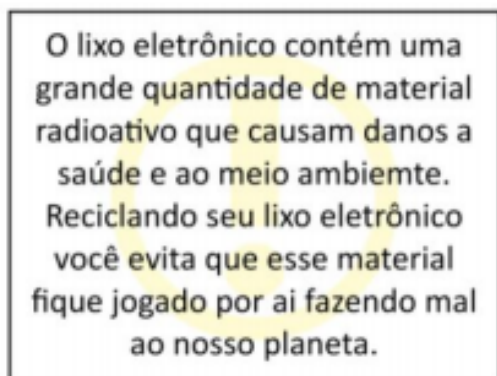 O lixo eletrônico contém uma
grande quantidade de material
radioativo que causam danos a
saúde e ao meio ambiemte.
Reciclando seu lixo eletrônico
você evita que esse material
fique jogado por ai fazendo mal
ao nosso planeta.